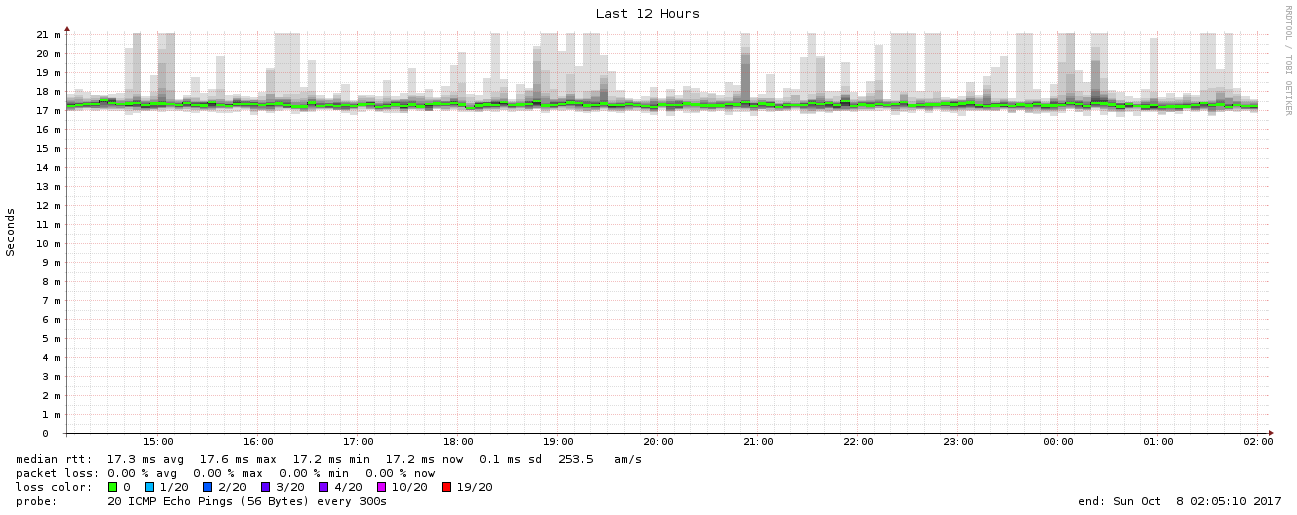 Last 12 Hours
RRDTOOL / TOBI OETIKER
Seconds
21 m
20 m
19 m
18 m
17 m
16 m
15 m
14 m
13 m
12 m
11 m
10 m
9 m
8 m
7 m
6 m
5 m
4 m
3 m
2 m
1 m
0
15:00 16:00 17:00 18:00 19:00 20:00 21:00 22:00 23:00 00:00 01:00 02:00
median rtt: 17.3 ms avg 17.6 ms max 17.2 ms min 17.2 ms now 0.1 ms sd 253.5 am/s
packet loss: 0.00 % avg 0.00 % max 0.00 % min 0.00 % now
loss color: 0 1/20 2/20 3/20 4/20 10/20 19/20
probe: 20 ICMP Echo Pings (56 Bytes) every 300s end: Sun Oct 8 02:05:10 2017